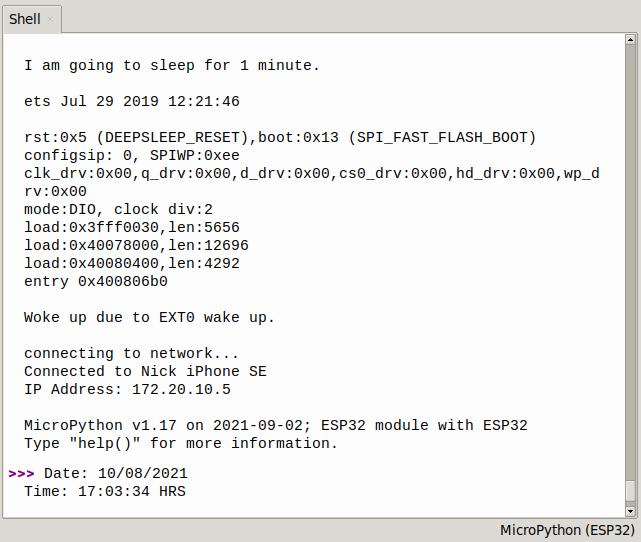 Shell ×
I am going to sleep for 1 minute.
ets Jul 29 2019 12:21:46
rst:0x5 (DEEPSLEEP_RESET),boot:0x13 (SPI_FAST_FLASH_BOOT)
configsip: 0, SPIWP:0xee
clk_drv:0x00,q_drv:0x00,d_drv:0x00,cs0_drv:0x00,hd_drv:0x00,wp_d
rv:0x00
mode:DIO, clock div:2
load:0x3fff0030,len:5656
load:0x40078000,len:12696
load:0x40080400,len:4292
entry 0x400806b0
Woke up due to EXT0 wake up.
connecting to network...
Connected to Nick iPhone SE
IP Address: 172.20.10.5
MicroPython v1.17 on 2021-09-02; ESP32 module with ESP32
Type "help()" for more information.
>>> Date: 10/08/2021
Time: 17:03:34 HRS
MicroPython (ESP32)